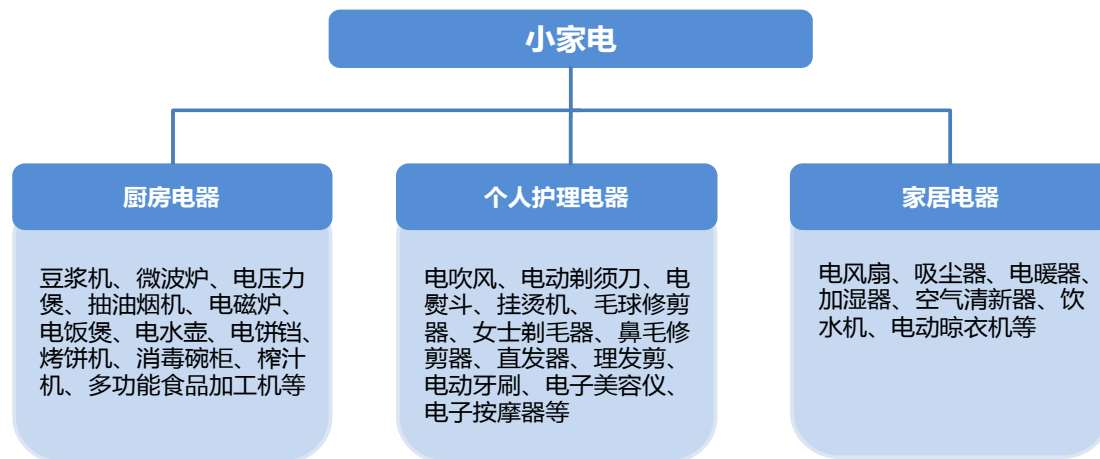 小家电
厨房电器
豆浆机、微波炉、电压力
煲、抽油烟机、电磁炉、
电饭煲、电水壶、电饼铛、
烤饼机、消毒碗柜、榨汁
机、多功能食品加工机等
个人护理电器
电吹风、电动剃须刀、电
熨斗、挂烫机、毛球修剪
器、女士剃毛器、鼻毛修
剪器、直发器、理发剪、
电动牙刷、电子美容仪、
电子按摩器等
家居电器
电风扇、吸尘器、电暖器、
加湿器、空气清新器、饮
水机、电动晾衣机等